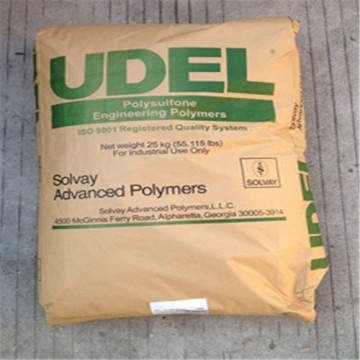 UDEL
Polysulfone
Engineering Polymers
ISO 9001 Registered Quality System
Net weight 25 kg (55.115 lbs)
For Industrial Use Only
Solvay
Advanced Polymers
SOLVAY
Solvay Advanced Polymers, L.L.C.
4500 McGinnis Ferry Road, Alpharetta, Georgia 30005-3914